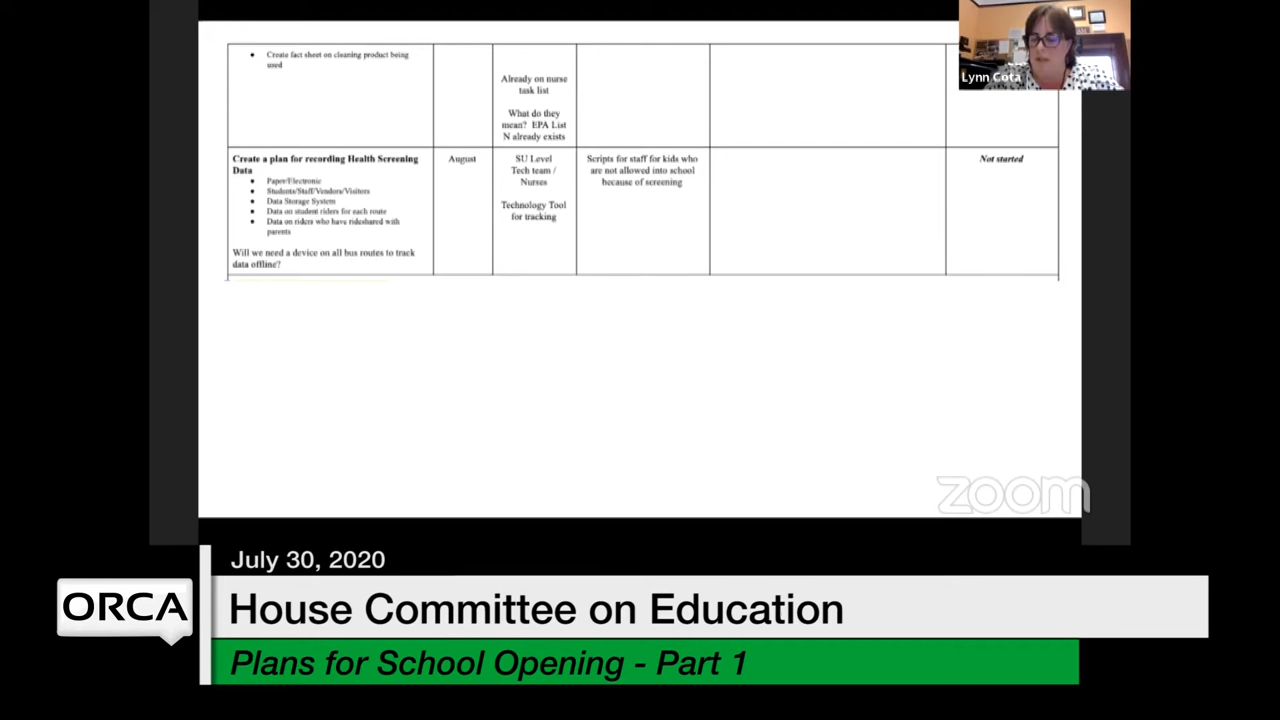 Create fact sheet on cleaning product being
used
Already on nurse
task list
What do they
mean? EPA List
N already exists
Lynn Cota
Create a plan for recording Health Screening
Data
Paper/Electronic
Students/Staff/Vendors/Visitors
Data Storage System
Data on student riders for each route
Data on riders who have rideshared with
parents
Will we need a device on all bus routes to track
data offline?
August
SU Level
Tech team /
Nurses
Technology Tool
for tracking
Scripts for staff for kids who
are not allowed into school
because of screening
Not started
zoom
July 30, 2020
ORCA
House Committee on Education
Plans for School Opening - Part 1